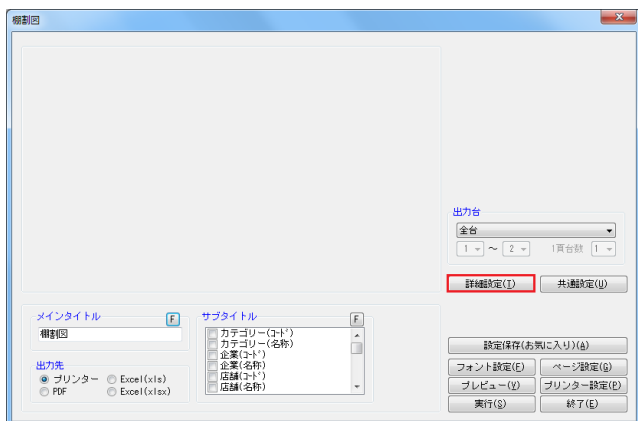 棚割図
出力台
全台
1 ～ 2 1頁台数 1
詳細設定(I) 共通設定(U)
メインタイトル F
棚割図
サブタイトル F
カテゴリー(コード)
カテゴリー(名称)
企業(コード)
企業(名称)
店舗(コード)
店舗(名称)
出力先
プリンター Excel(xls)
PDF Excel(xlsx)
設定保存(お気に入り)(A)
フォント設定(F) ページ設定(G)
プレビュー(V) プリンター設定(P)
実行(S) 終了(E)